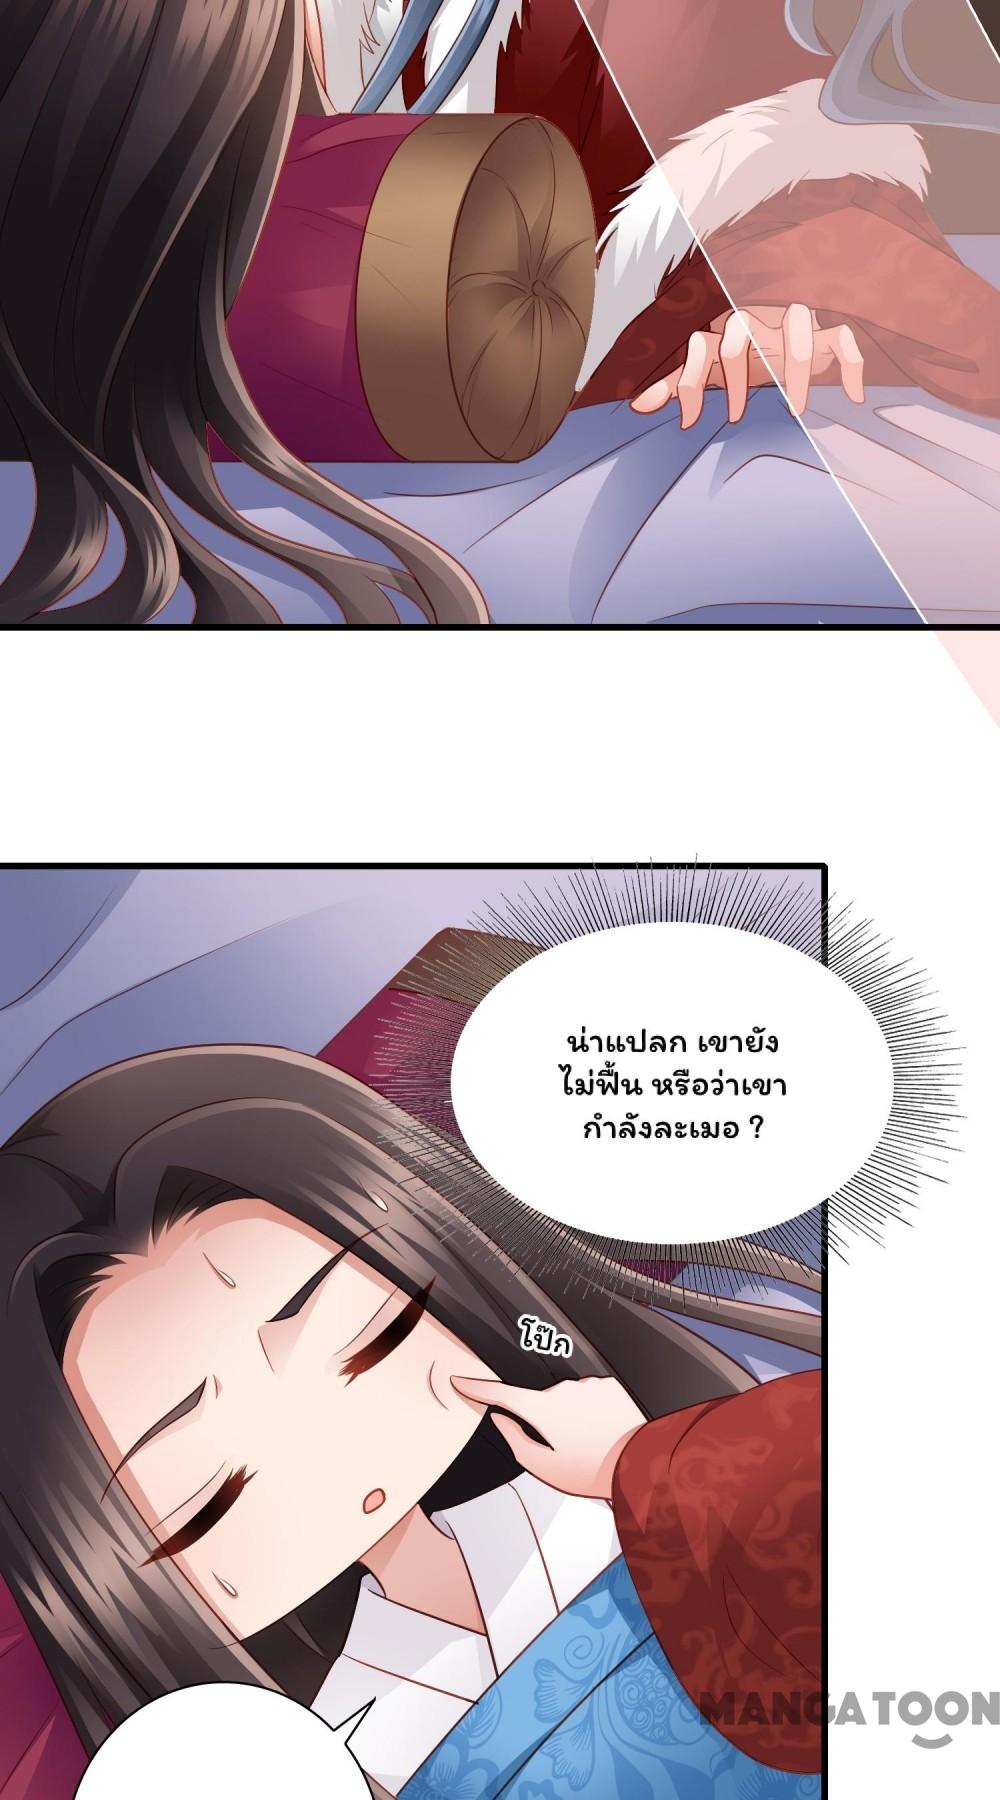 น่าแปลก เขายัง
ไม่ฟื้น หรือว่าเขา
กำลังละเมอ ?
โป๊ก
MANGATOON